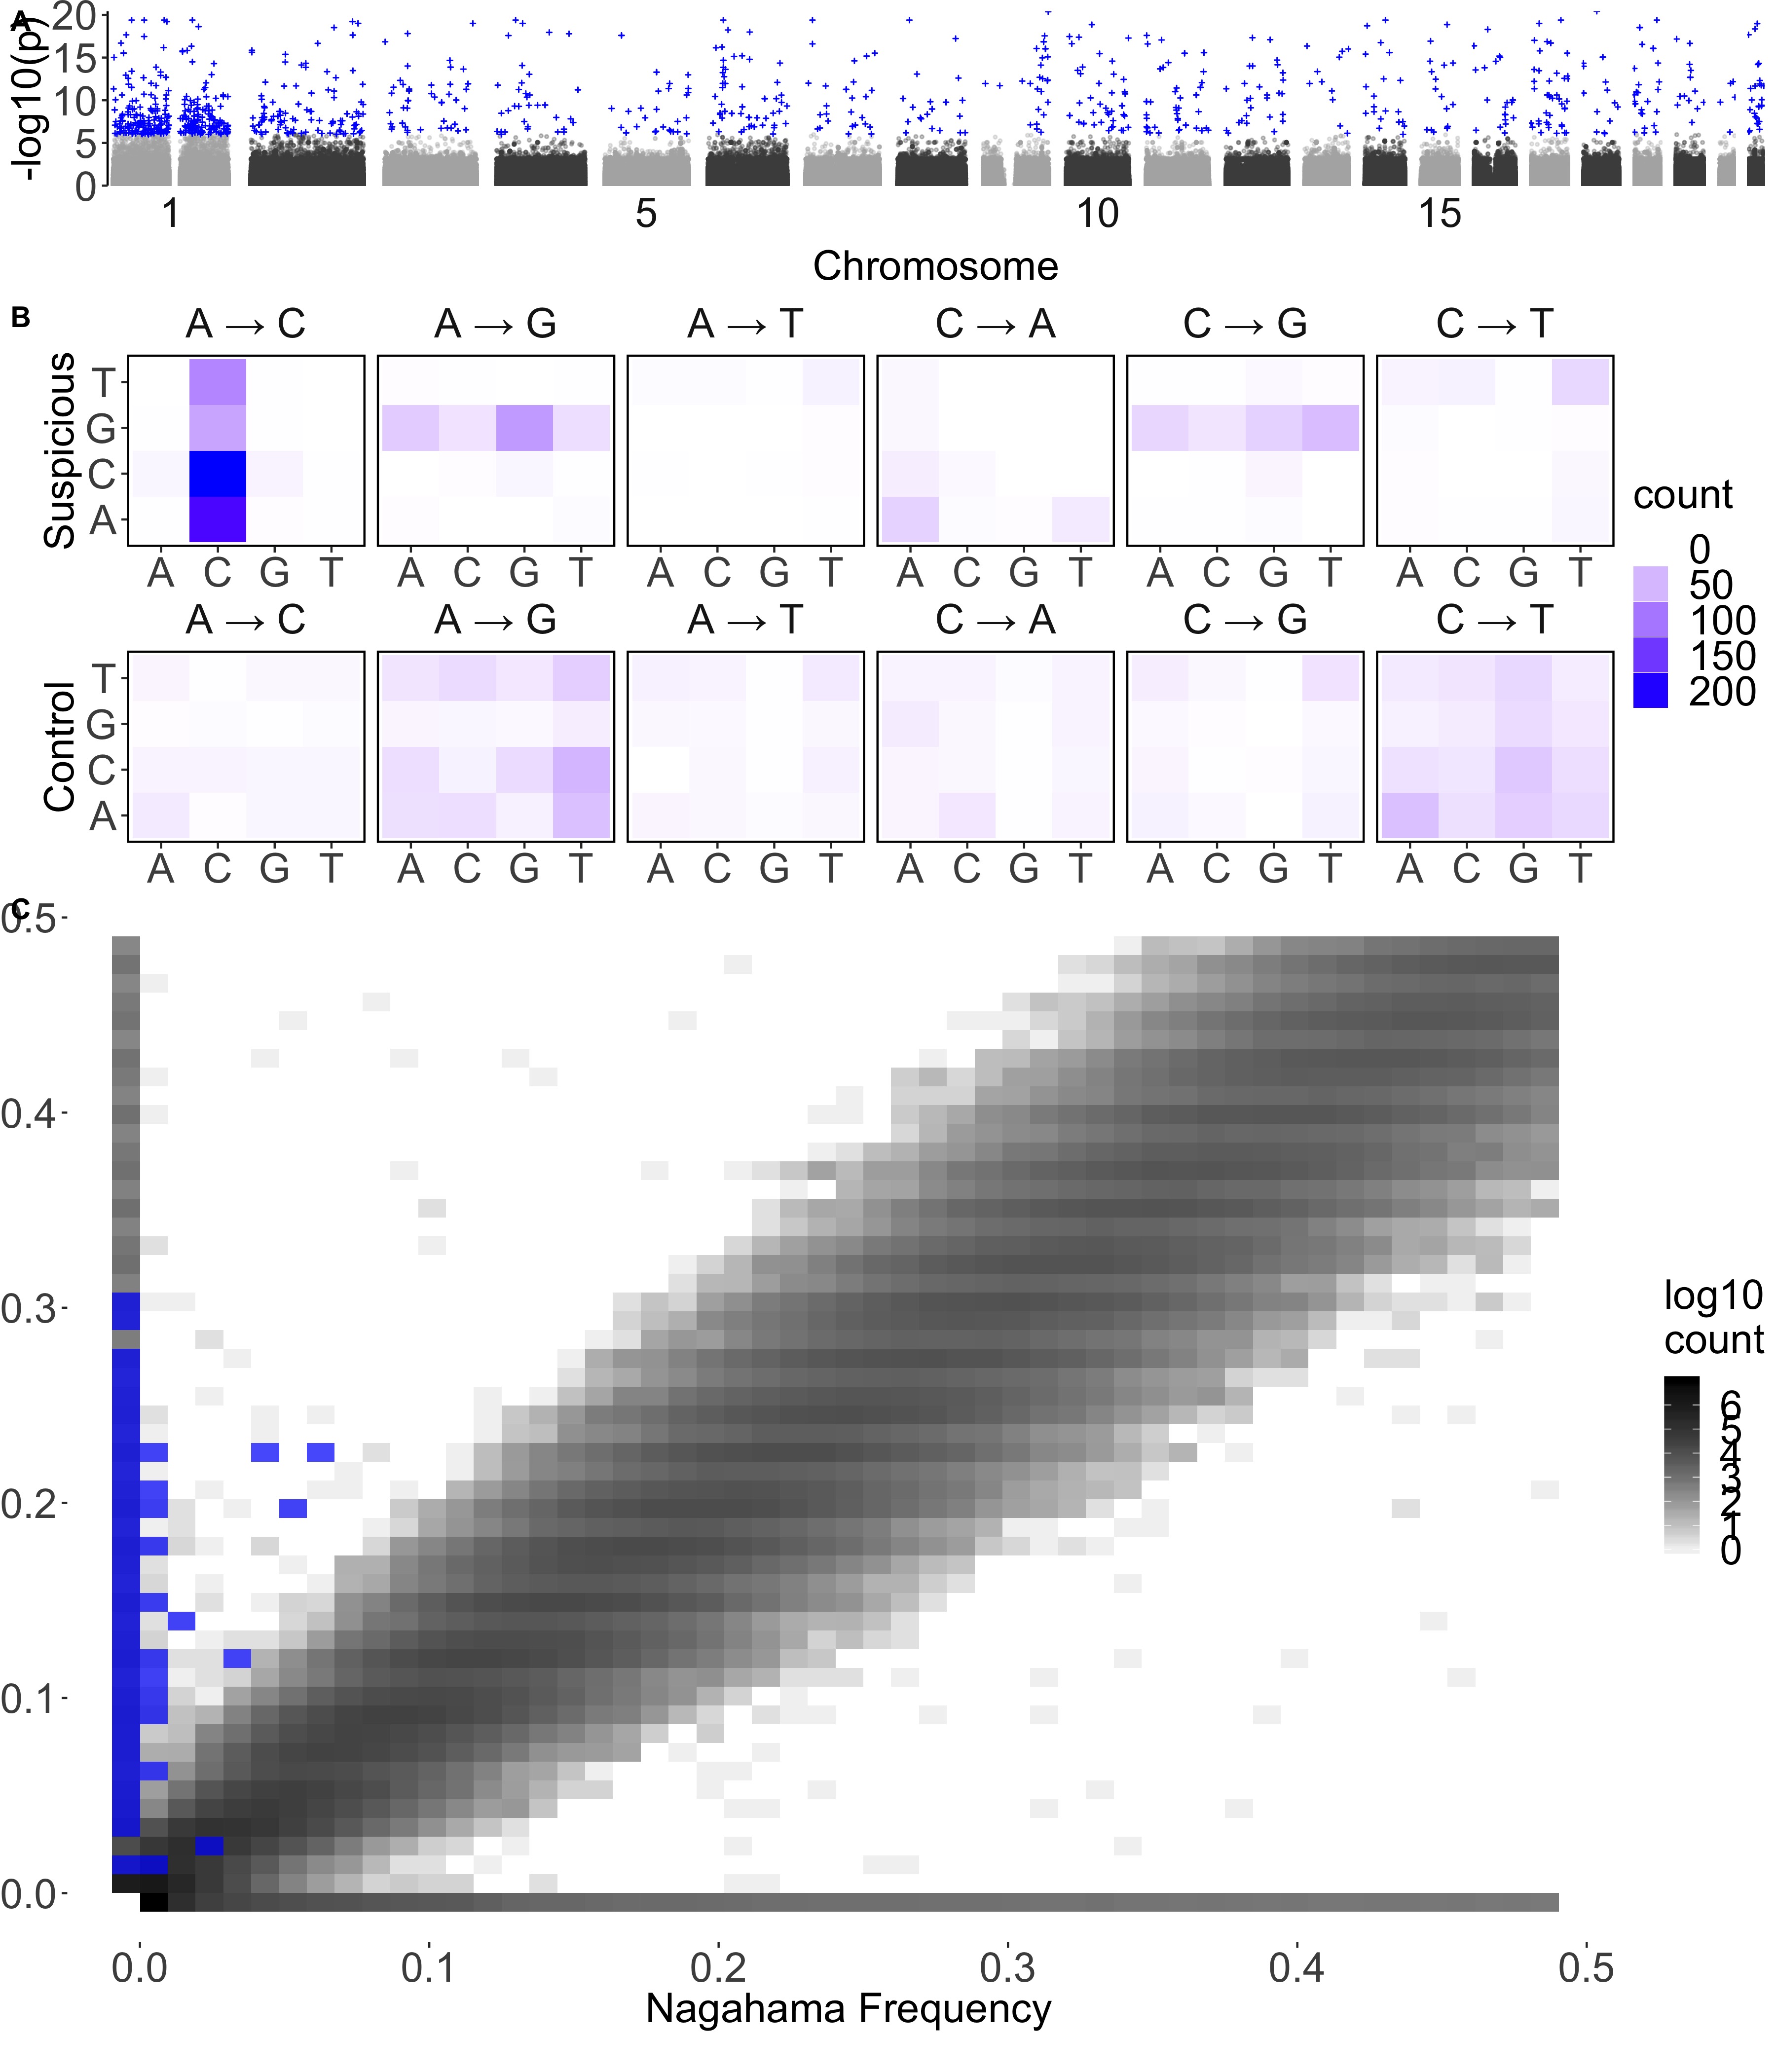 A
-log10(p)
20
15
10
5
0
1 5 10 15
Chromosome
B
A → C A → G A → T C → A C → G C → T
Suspicious
T
G
C
A
A C G T A C G T A C G T A C G T A C G T A C G T
count
0
50
100
150
200
A → C A → G A → T C → A C → G C → T
Control
T
G
C
A
A C G T A C G T A C G T A C G T A C G T A C G T
C
0.5
0.4
0.3
0.2
0.1
0.0
log10
count
6
5
4
3
2
1
0
0.0 0.1 0.2 0.3 0.4 0.5
Nagahama Frequency